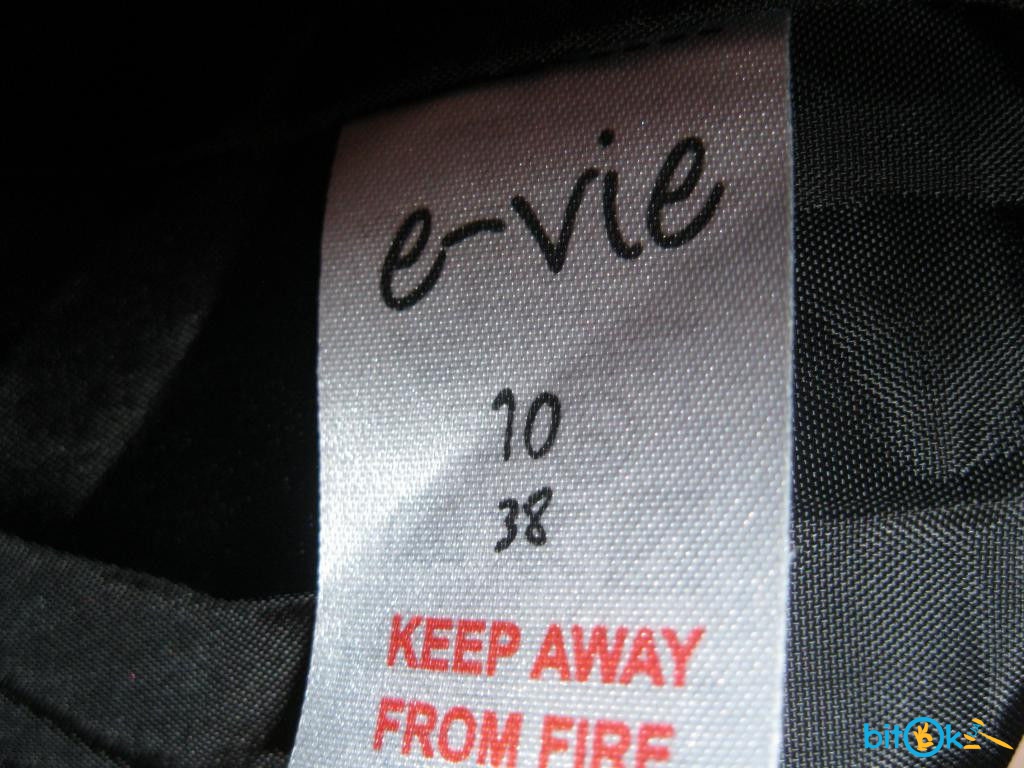 e-vie
10
38
KEEP AWAY
FROM FIRE
bitOk